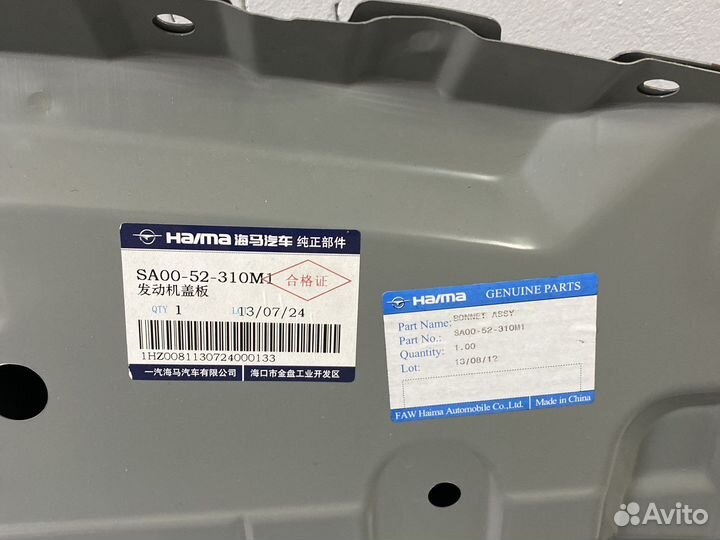 Haima 海马汽车 纯正部件
SA00-52-310M1
合格证
发动机盖板
QTY 1 LOT 13/07/24
1HZ0081130724000133
一汽海马汽车有限公司 海口市金盘工业开发区
Haima GENUINE PARTS
Part Name: BONNET ASSY
Part No.: SA00-52-310M1
Quantity: 1.00
Lot: 13/08/12
FAW Haima Automobile Co.,Ltd. Made in China
Avito